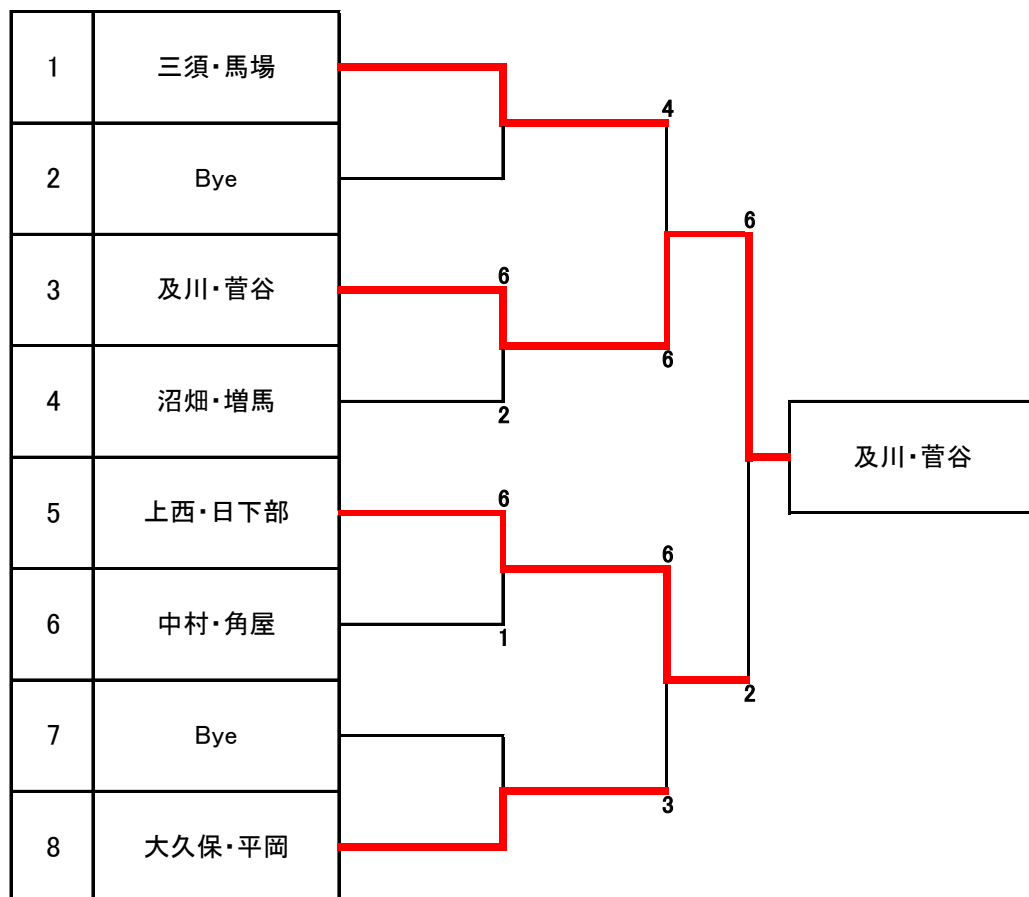 1 三須・馬場
4
2 Bye
6
3 及川・菅谷
6
6
4 沼畑・増馬
2
及川・菅谷
5 上西・日下部
6
6
6 中村・角屋
1
2
7 Bye
3
8 大久保・平岡